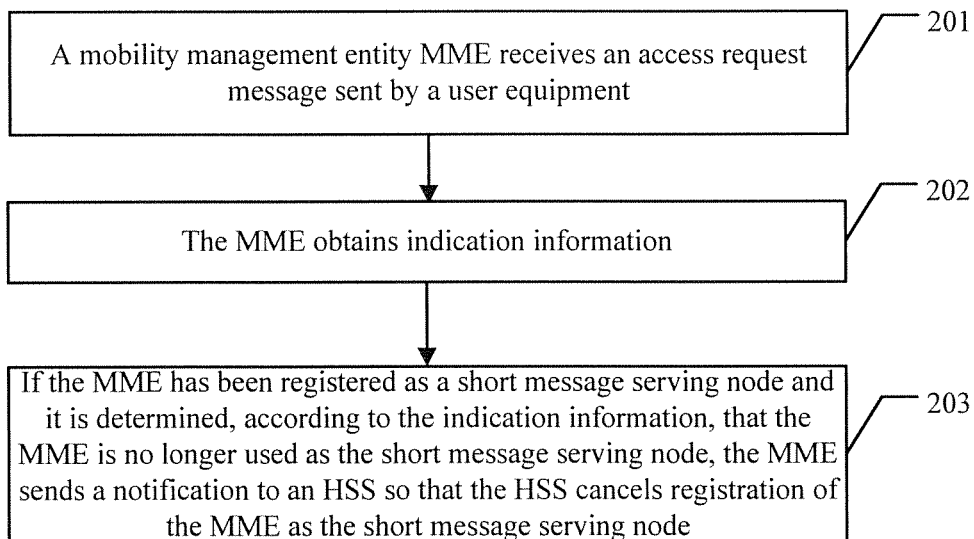 A mobility management entity MME receives an access request
message sent by a user equipment
201
The MME obtains indication information
202
If the MME has been registered as a short message serving node and
it is determined, according to the indication information, that the
MME is no longer used as the short message serving node, the MME
sends a notification to an HSS so that the HSS cancels registration of
the MME as the short message serving node
203